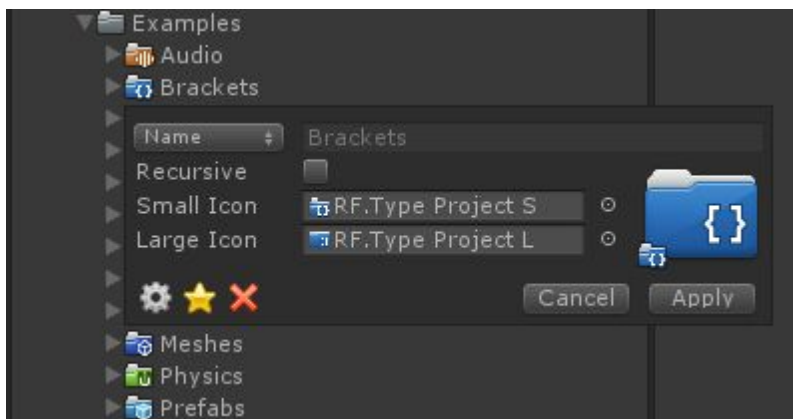 Examples
Audio
Brackets
Name Brackets
Recursive
Small Icon RF.Type Project S
Large Icon RF.Type Project L
{}
Cancel Apply
Meshes
Physics
Prefabs